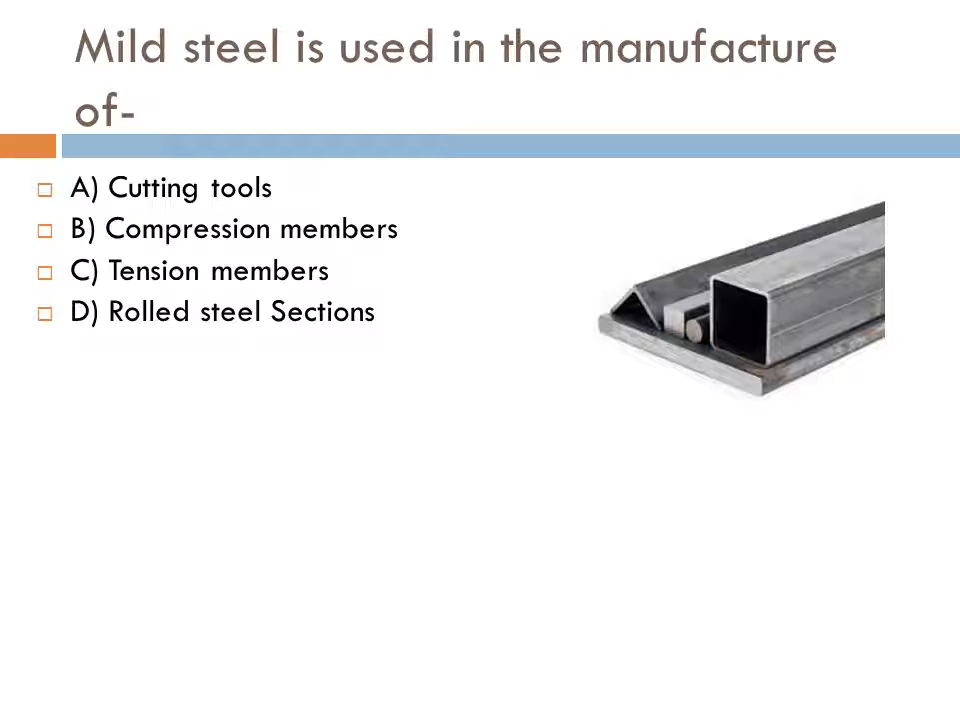 Mild steel is used in the manufacture
of-
A) Cutting tools
B) Compression members
C) Tension members
D) Rolled steel Sections